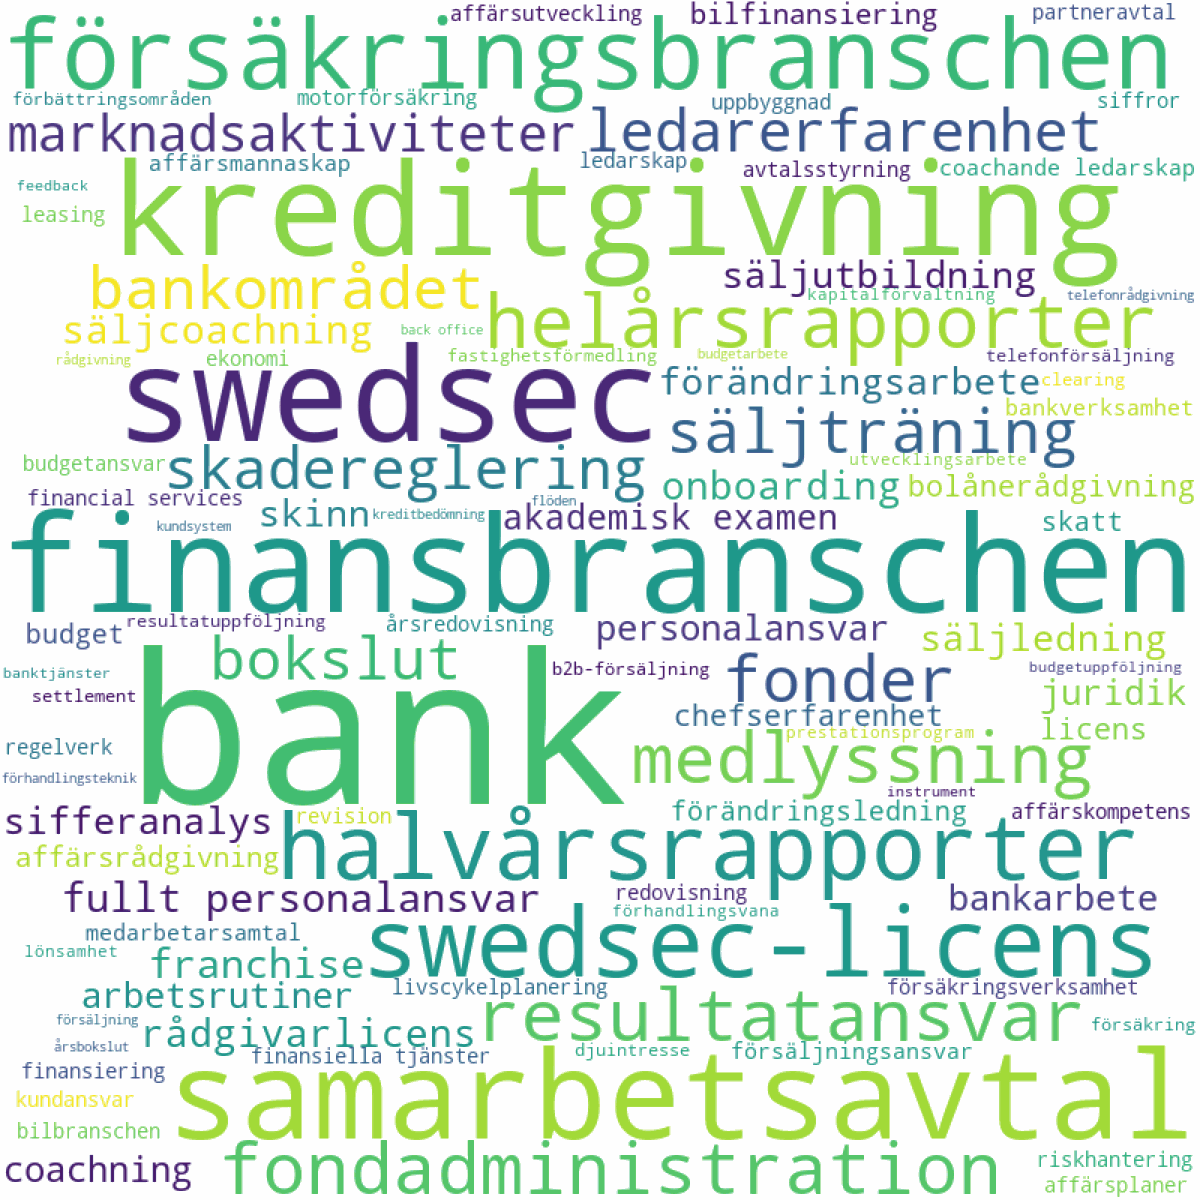 affärsutveckling
bilfinansiering
partneravtal
försäkringsbranschen
förbättringsområden
motorförsäkring
uppbyggnad
siffror
marknadsaktiviteter
ledarerfarenhet
affärsmannaskap
ledarskap
avtalsstyrning
coachande ledarskap
feedback
kreditgivning
leasing
bankområdet
säljutbildning
kapitalförvaltning
telefonrådgivning
helårsrapporter
säljcoachning
back office
rådgivning
ekonomi
fastighetsförmedling
budgetarbete
telefonförsäljning
swedsec
förändringsarbete
clearing
bankverksamhet
säljträning
budgetansvar
skadereglering
utvecklingsarbete
onboarding
bolånerådgivning
financial services
skinn
kreditbedömning
flöden
kundsystem
akademisk examen
skatt
finansbranschen
resultatuppföljning
årsredovisning
budget
personalansvar
säljledning
bokslut
b2b-försäljning
budgetuppföljning
banktjänster
settlement
bank
fonder
juridik
chefserfarenhet
licens
prestationsprogram
regelverk
medlyssning
förhandlingsteknik
instrument
sifferanalys
revision
förändringsledning
affärskompetens
affärsrådgivning
halvårsrapporter
fullt personalansvar
redovisning
bankarbete
förhandlingsvana
medarbetarsamtal
swedsec-licens
lönsamhet
franchise
arbetsrutiner
livscykelplanering
försäkringsverksamhet
resultatansvar
försäljning
rådgivarlicens
försäkring
årsbokslut
finansiella tjänster
djuintresse
försäljningsansvar
finansiering
samarbetsavtal
kundansvar
bilbranschen
coachning
fondadministration
riskhantering
affärsplaner